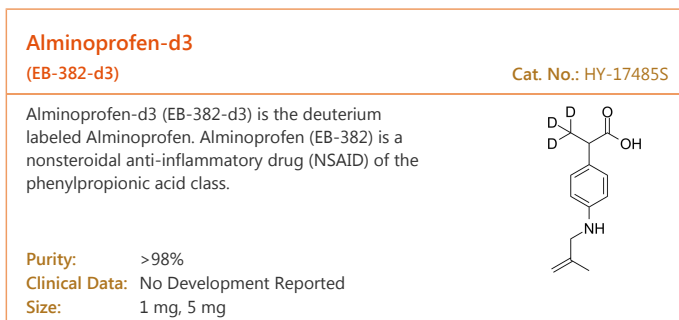 Alminoprofen-d3
(EB-382-d3) Cat. No.: HY-17485S
Alminoprofen-d3 (EB-382-d3) is the deuterium
labeled Alminoprofen. Alminoprofen (EB-382) is a
nonsteroidal anti-inflammatory drug (NSAID) of the
phenylpropionic acid class.
D
D
D
O
OH
NH
Purity: >98%
Clinical Data: No Development Reported
Size: 1 mg, 5 mg